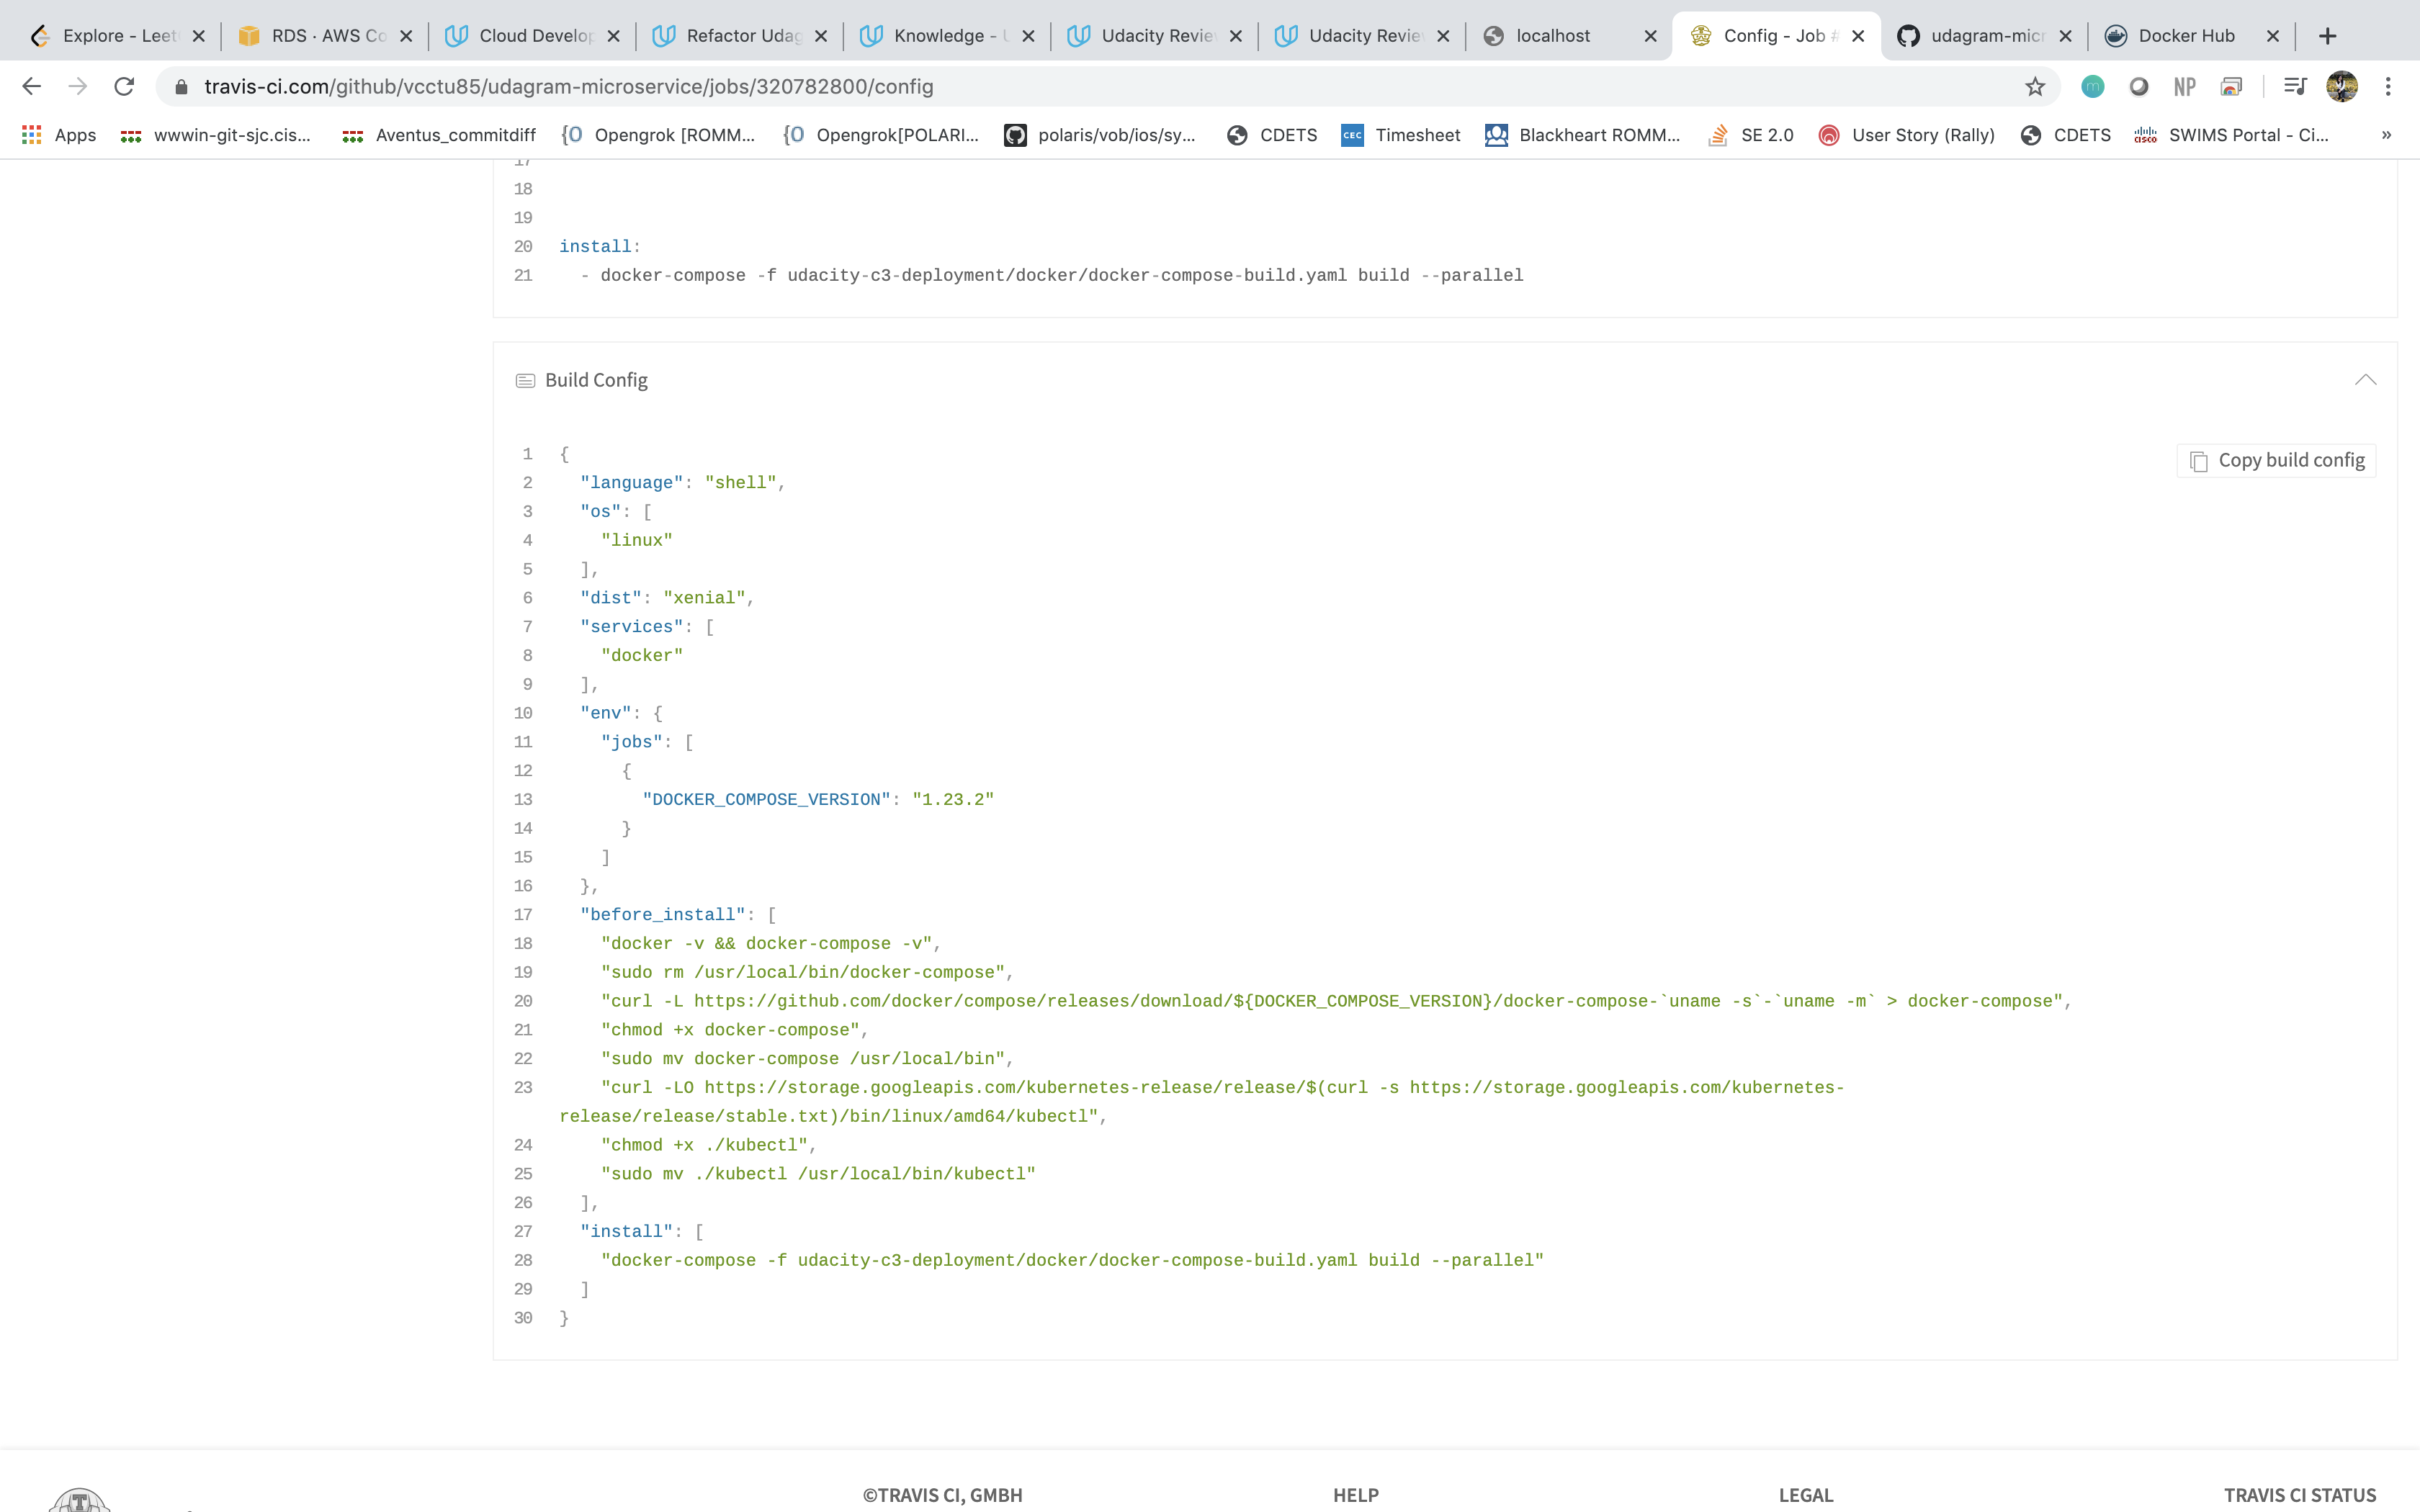 Explore - Leet
RDS · AWS Co
Cloud Develop
Refactor Udag
Knowledge - U
Udacity Review
Udacity Review
localhost
Config - Job #
udagram-micr
Docker Hub
travis-ci.com/github/vcctu85/udagram-microservice/jobs/320782800/config
NP
Apps
wwwin-git-sjc.cis...
Aventus_commitdiff
{O Opengrok [ROMM...
{O Opengrok[POLARI...
polaris/vob/ios/sy...
CDETS
CEC Timesheet
Blackheart ROMM...
SE 2.0
User Story (Rally)
CDETS
cisco SWIMS Portal - Ci...
»
17
18
19
20 install:
21 - docker-compose -f udacity-c3-deployment/docker/docker-compose-build.yaml build --parallel
Build Config
Copy build config
1 {
2 "language": "shell",
3 "os": [
4 "linux"
5 ],
6 "dist": "xenial",
7 "services": [
8 "docker"
9 ],
10 "env": {
11 "jobs": [
12 {
13 "DOCKER_COMPOSE_VERSION": "1.23.2"
14 }
15 ]
16 },
17 "before_install": [
18 "docker -v && docker-compose -v",
19 "sudo rm /usr/local/bin/docker-compose",
20 "curl -L https://github.com/docker/compose/releases/download/${DOCKER_COMPOSE_VERSION}/docker-compose-`uname -s`-`uname -m` > docker-compose",
21 "chmod +x docker-compose",
22 "sudo mv docker-compose /usr/local/bin",
23 "curl -LO https://storage.googleapis.com/kubernetes-release/release/$(curl -s https://storage.googleapis.com/kubernetes-
release/release/stable.txt)/bin/linux/amd64/kubectl",
24 "chmod +x ./kubectl",
25 "sudo mv ./kubectl /usr/local/bin/kubectl"
26 ],
27 "install": [
28 "docker-compose -f udacity-c3-deployment/docker/docker-compose-build.yaml build --parallel"
29 ]
30 }
T
©TRAVIS CI, GMBH
HELP
LEGAL
TRAVIS CI STATUS